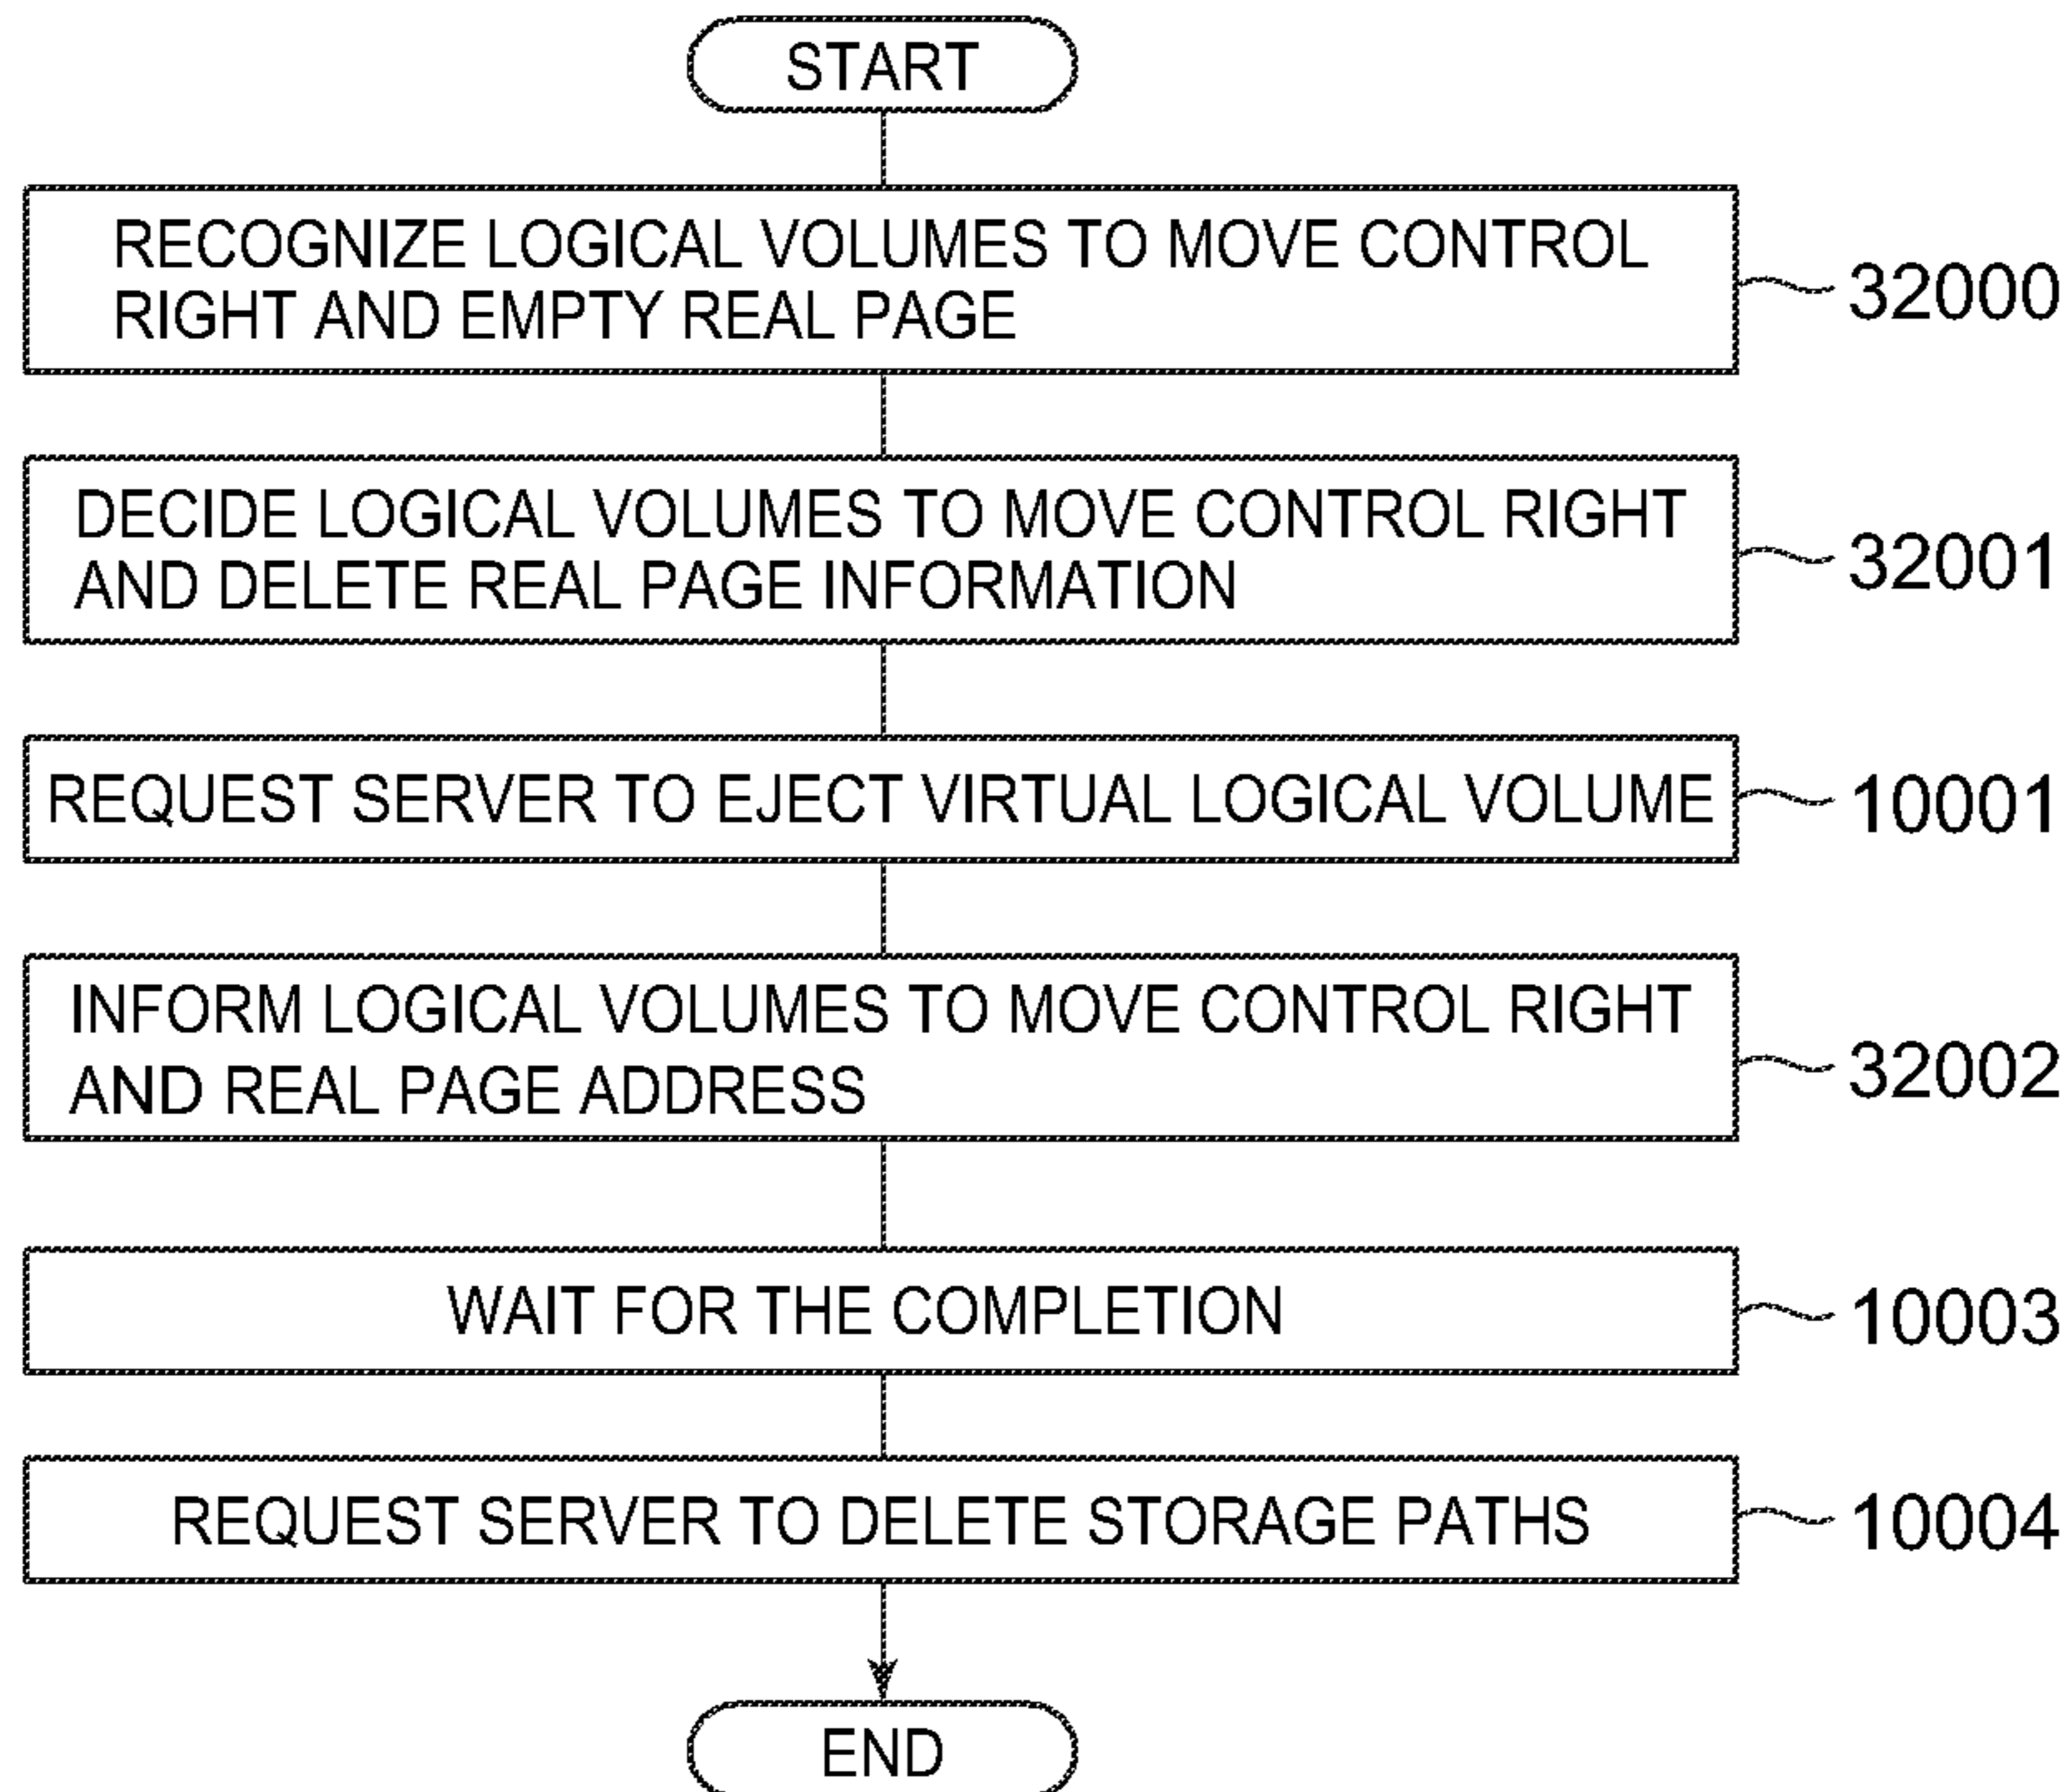 START
RECOGNIZE LOGICAL VOLUMES TO MOVE CONTROL
RIGHT AND EMPTY REAL PAGE
32000
DECIDE LOGICAL VOLUMES TO MOVE CONTROL RIGHT
AND DELETE REAL PAGE INFORMATION
32001
REQUEST SERVER TO EJECT VIRTUAL LOGICAL VOLUME
10001
INFORM LOGICAL VOLUMES TO MOVE CONTROL RIGHT
AND REAL PAGE ADDRESS
32002
WAIT FOR THE COMPLETION
10003
REQUEST SERVER TO DELETE STORAGE PATHS
10004
END